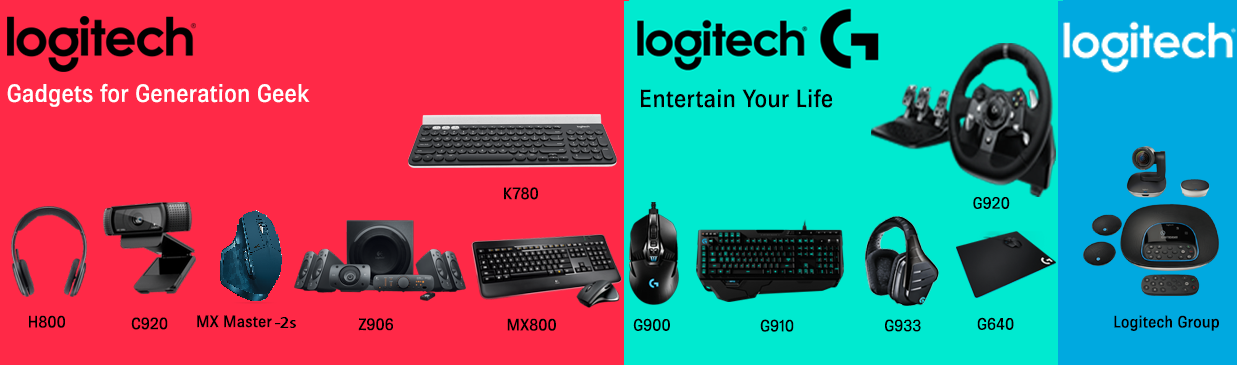 logitech
Gadgets for Generation Geek
K780
H800
C920
MX Master -2s
Z906
MX800
logitech G
Entertain Your Life
G920
G900
G910
G933
G640
logitech
Logitech Group